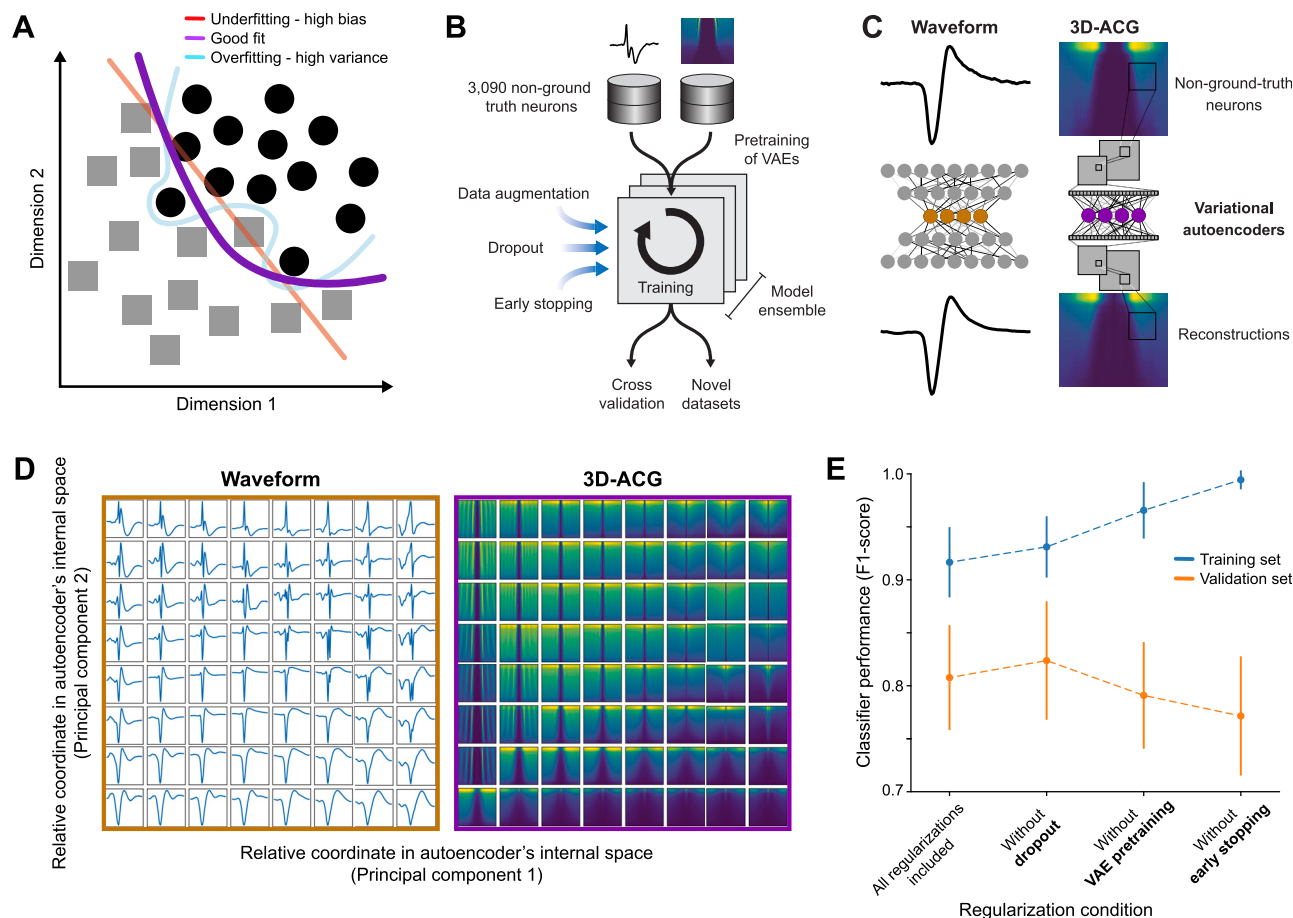 A
Underfitting - high bias
Good fit
Overfitting - high variance
Dimension 2
Dimension 1
B
3,090 non-ground
truth neurons
Pretraining
of VAEs
Data augmentation
Dropout
Early stopping
Training
Model
ensemble
Cross
validation
Novel
datasets
C
Waveform
3D-ACG
Non-ground-truth
neurons
Variational
autoencoders
Reconstructions
D
Waveform
3D-ACG
Relative coordinate in autoencoder's internal space
(Principal component 2)
Relative coordinate in autoencoder's internal space
(Principal component 1)
E
Classifier performance (F1-score)
1.0
0.9
0.8
0.7
Training set
Validation set
All regularizations
included
Without
dropout
Without
VAE pretraining
Without
early stopping
Regularization condition